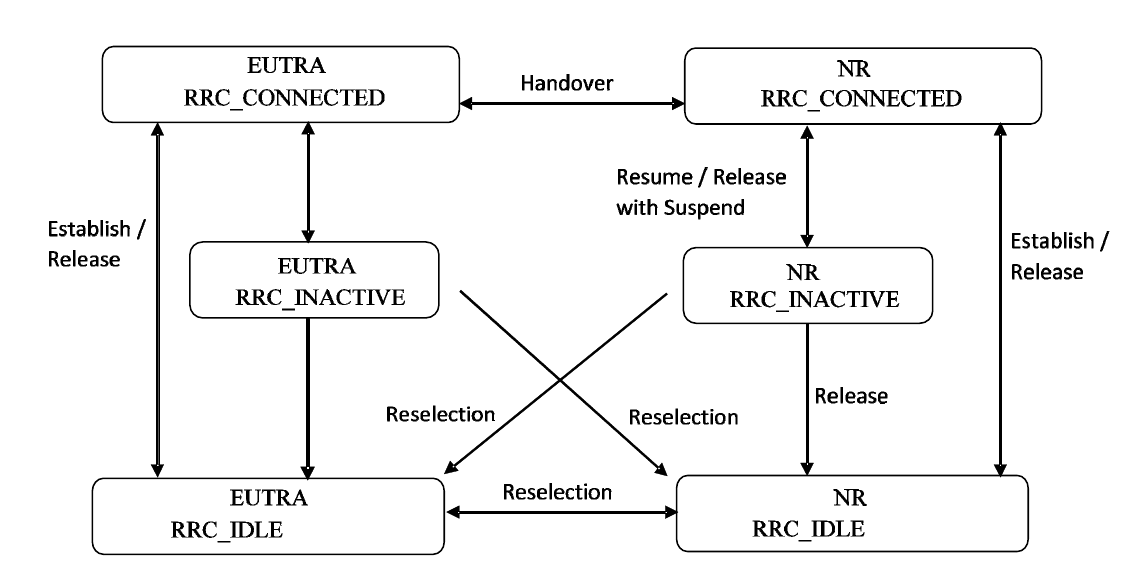 EUTRA
RRC_CONNECTED
Handover
NR
RRC_CONNECTED
Establish /
Release
Resume / Release
with Suspend
Establish /
Release
EUTRA
RRC_INACTIVE
NR
RRC_INACTIVE
Reselection
Reselection
Release
EUTRA
RRC_IDLE
Reselection
NR
RRC_IDLE